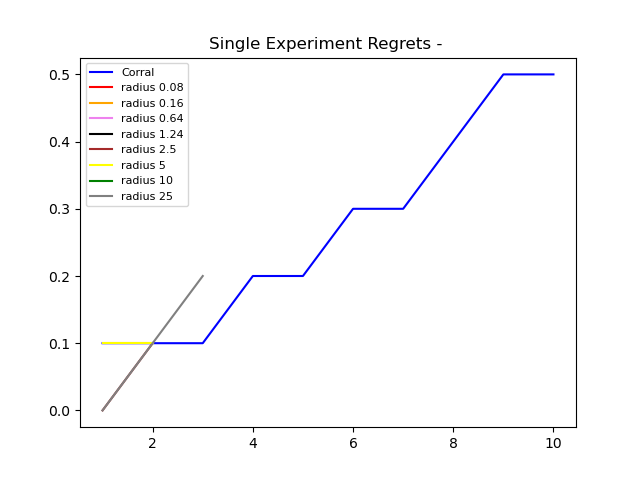 Single Experiment Regrets -
Corral
radius 0.08
radius 0.16
radius 0.64
radius 1.24
radius 2.5
radius 5
radius 10
radius 25
0.5
0.4
0.3
0.2
0.1
0.0
2
4
6
8
10